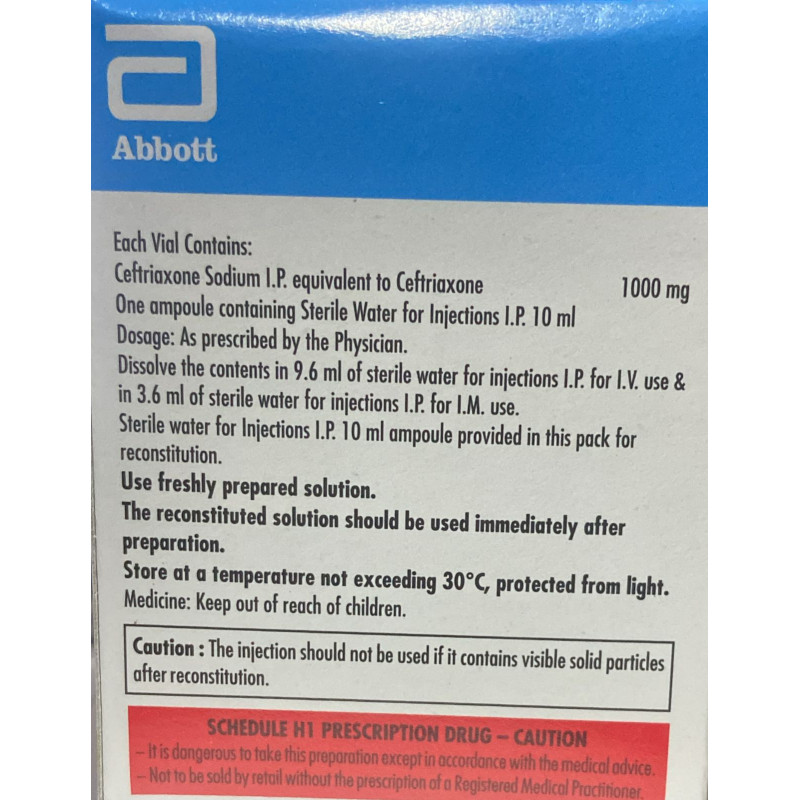 Abbott
Each Vial Contains:
Ceftriaxone Sodium I.P. equivalent to Ceftriaxone 1000 mg
One ampoule containing Sterile Water for Injections I.P. 10 ml
Dosage: As prescribed by the Physician.
Dissolve the contents in 9.6 ml of sterile water for injections I.P. for I.V. use &
in 3.6 ml of sterile water for injections I.P. for I.M. use.
Sterile water for Injections I.P. 10 ml ampoule provided in this pack for
reconstitution.
Use freshly prepared solution.
The reconstituted solution should be used immediately after
preparation.
Store at a temperature not exceeding 30°C, protected from light.
Medicine: Keep out of reach of children.
Caution : The injection should not be used if it contains visible solid particles
after reconstitution.
SCHEDULE H1 PRESCRIPTION DRUG – CAUTION
– It is dangerous to take this preparation except in accordance with the medical advice.
– Not to be sold by retail without the prescription of a Registered Medical Practitioner.